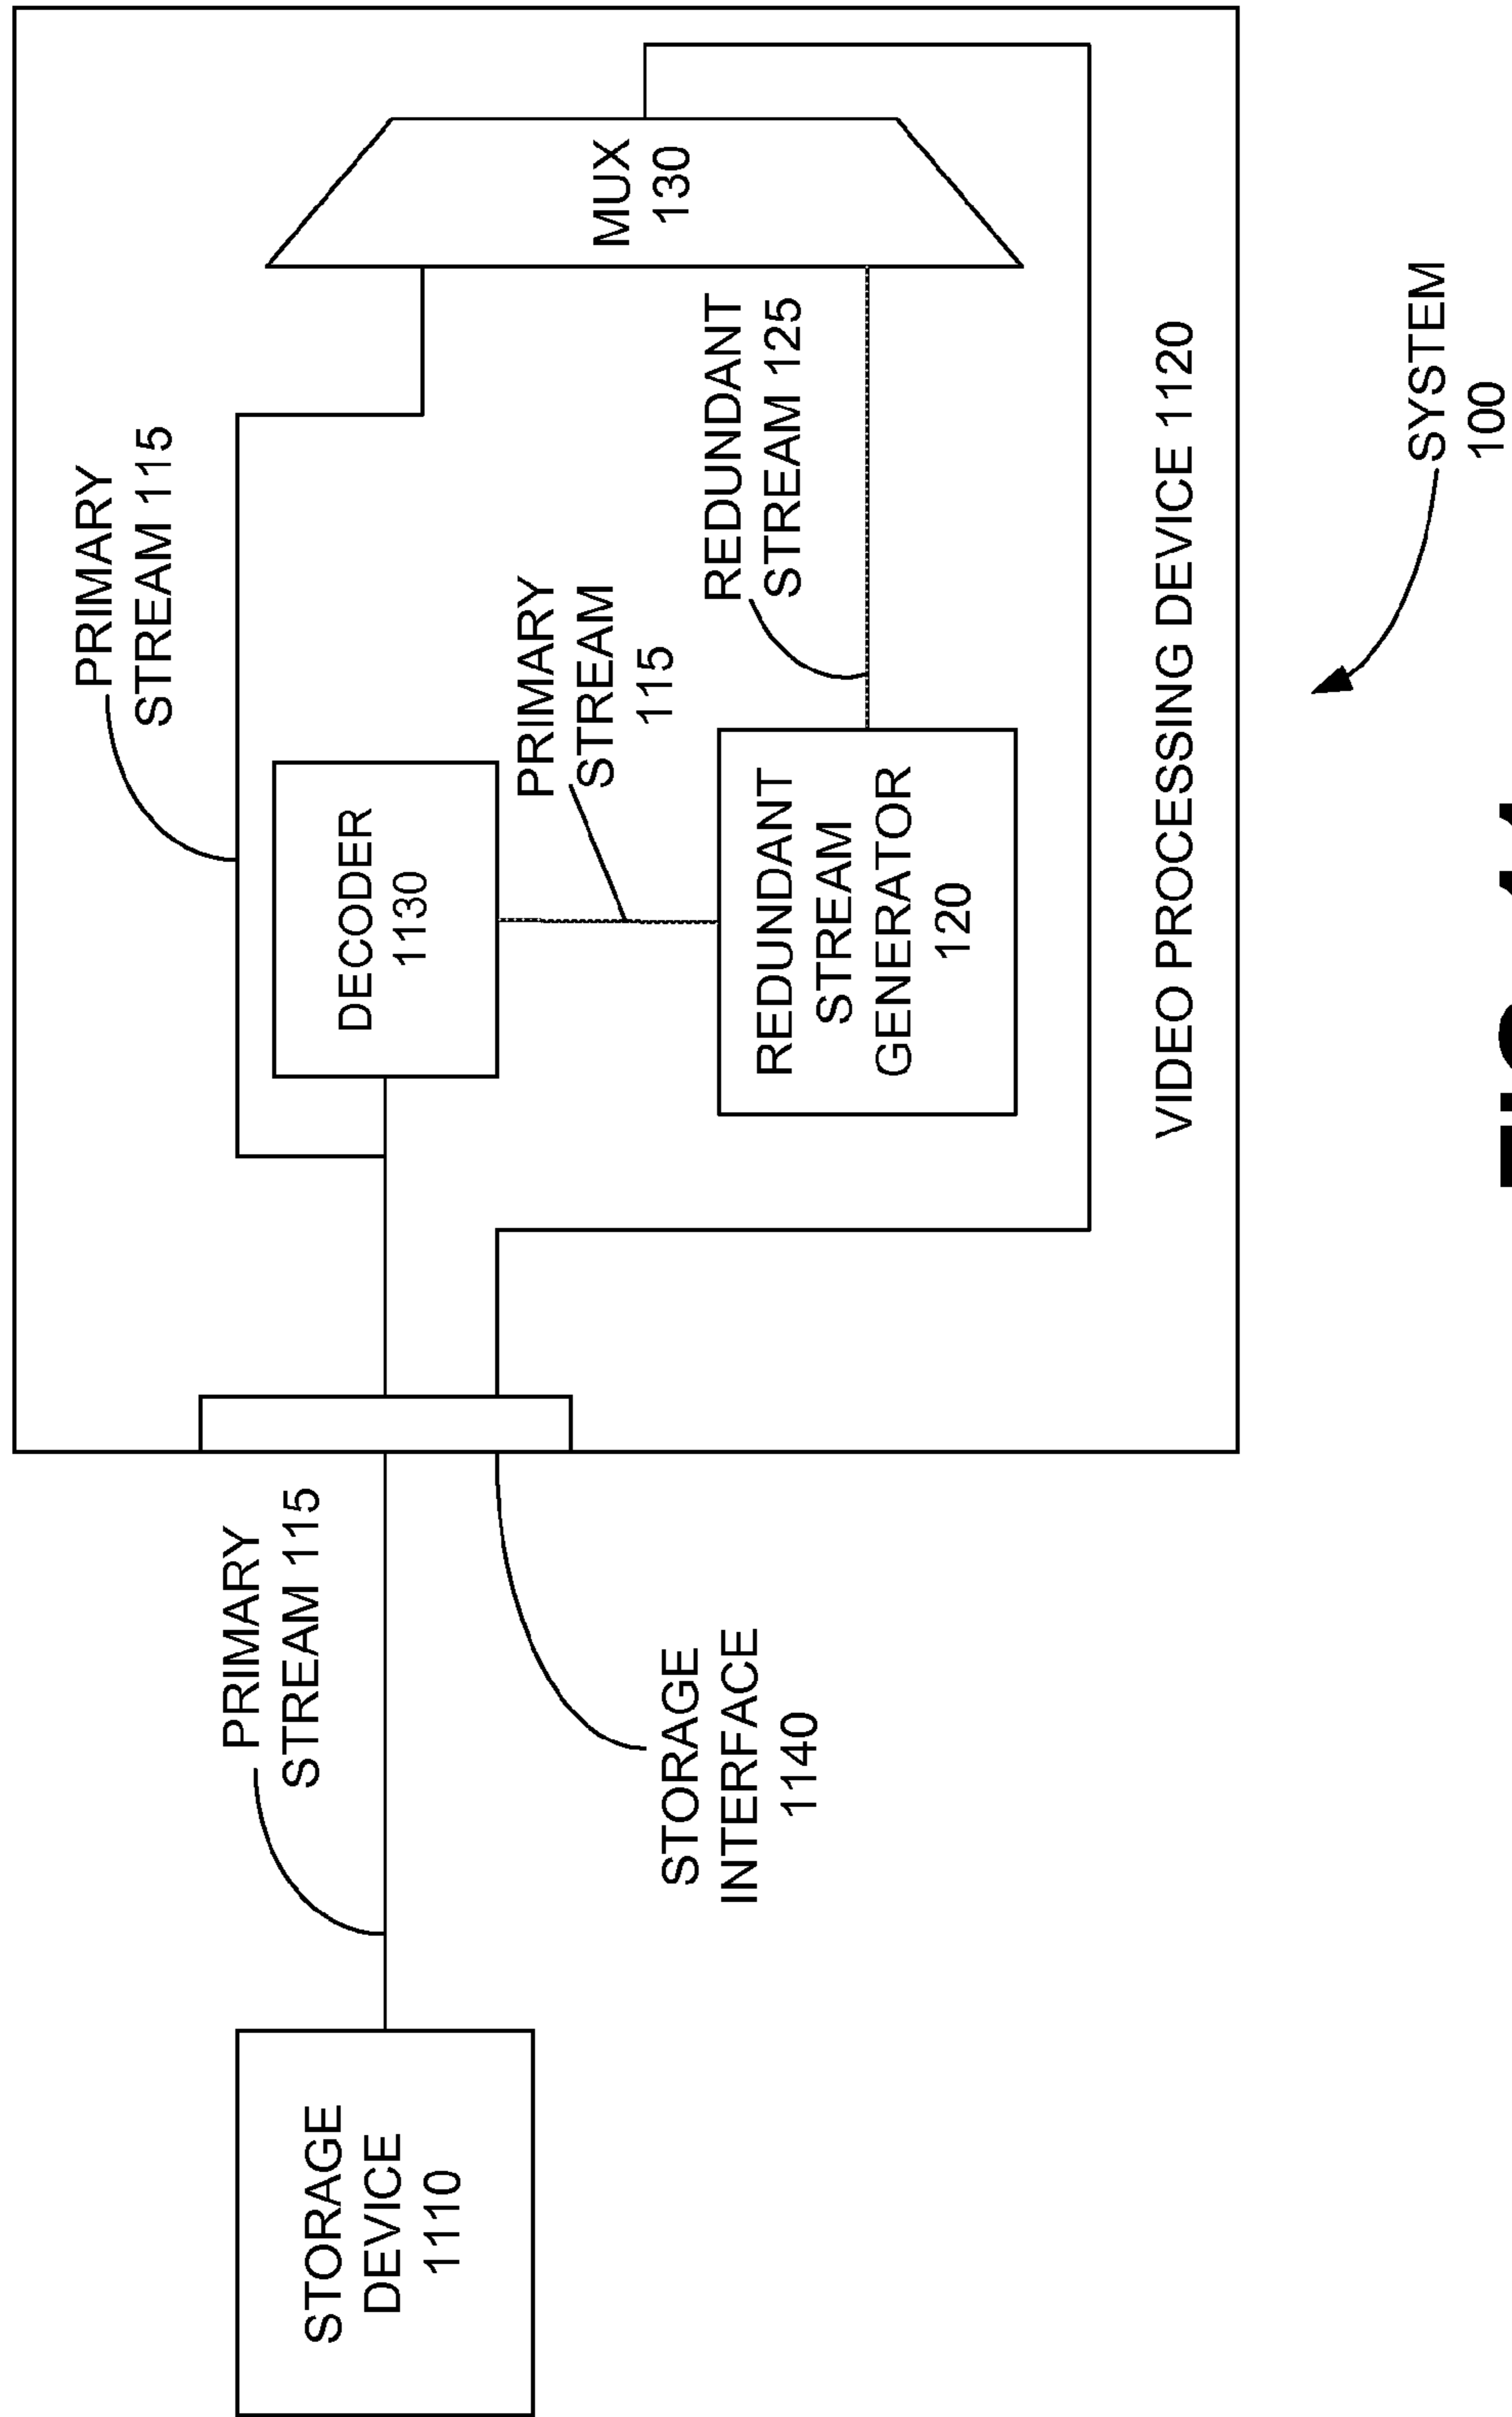 PRIMARY
STREAM 115
PRIMARY
STREAM 115
STORAGE
DEVICE
1110
DECODER
1130
PRIMARY
STREAM
115
MUX
130
STORAGE
INTERFACE
1140
REDUNDANT
STREAM 125
REDUNDANT
STREAM
GENERATOR
120
VIDEO PROCESSING DEVICE 1120
SYSTEM
100